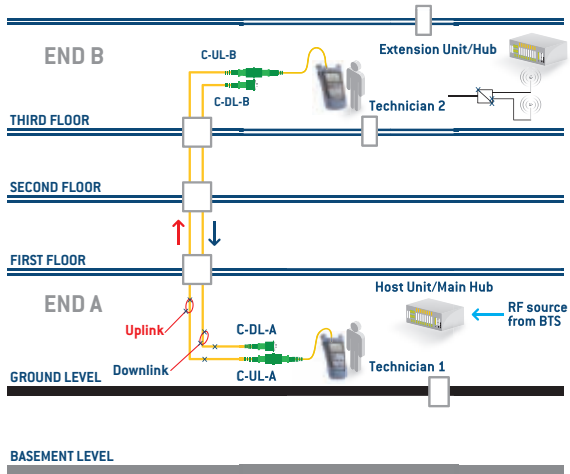 END B
C-UL-B
Extension Unit/Hub
C-DL-B
Technician 2
THIRD FLOOR
SECOND FLOOR
FIRST FLOOR
END A
Host Unit/Main Hub
RF source
from BTS
Uplink
C-DL-A
Downlink
Technician 1
C-UL-A
GROUND LEVEL
BASEMENT LEVEL